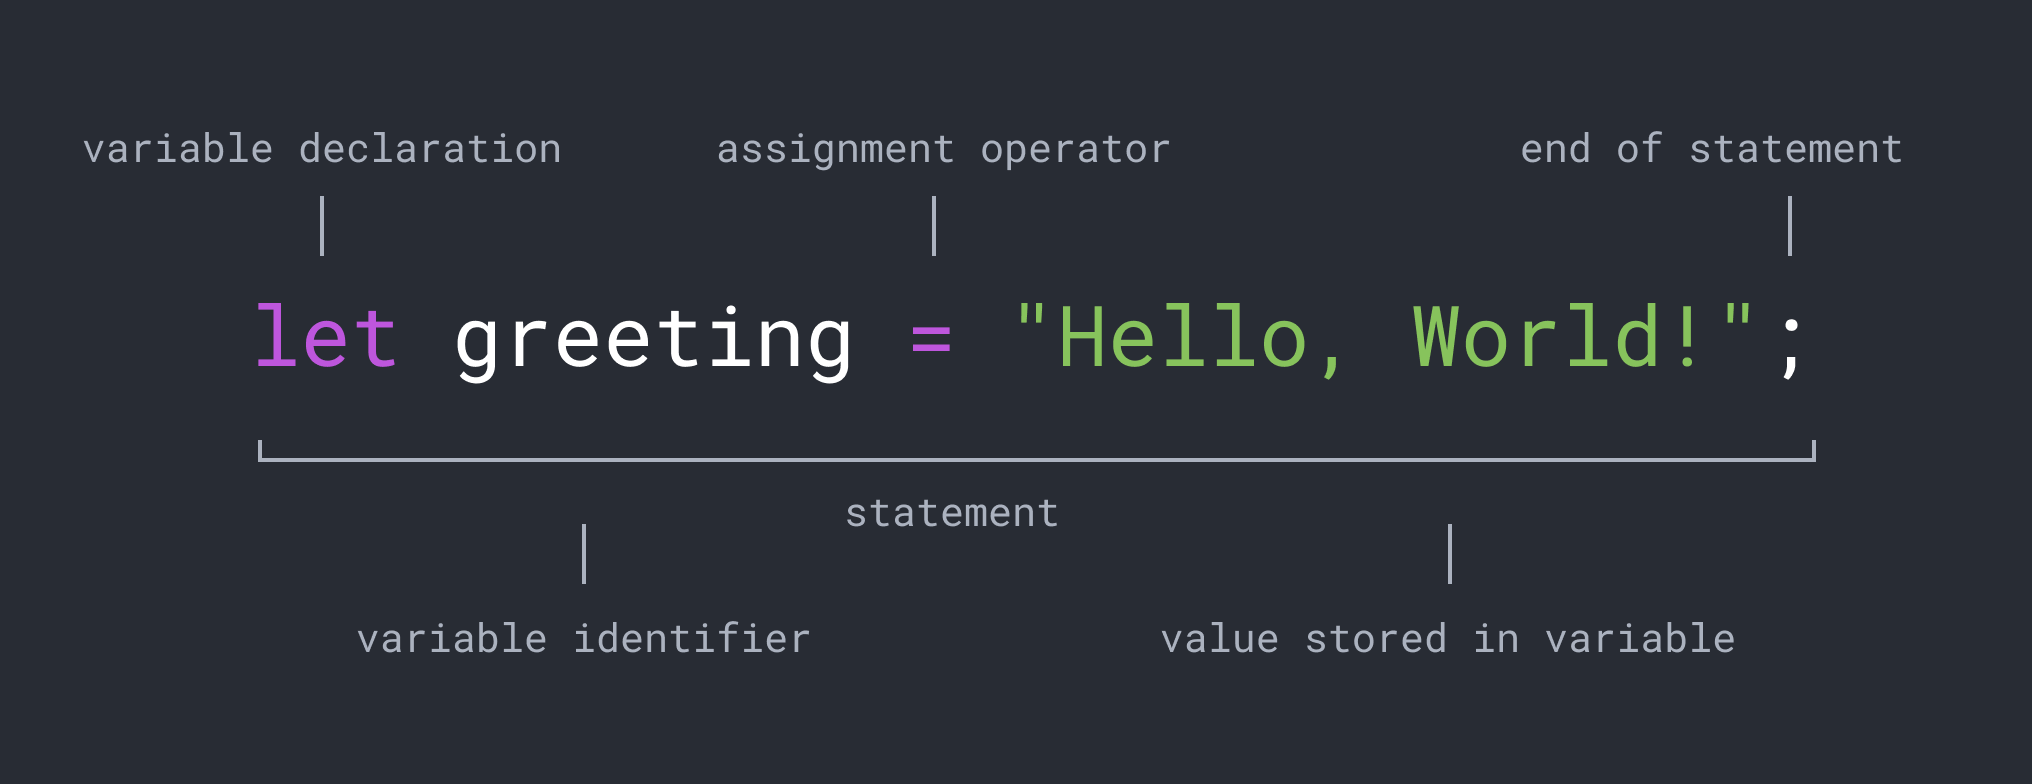 variable declaration assignment operator end of statement
let greeting = "Hello, World!";
statement
variable identifier value stored in variable